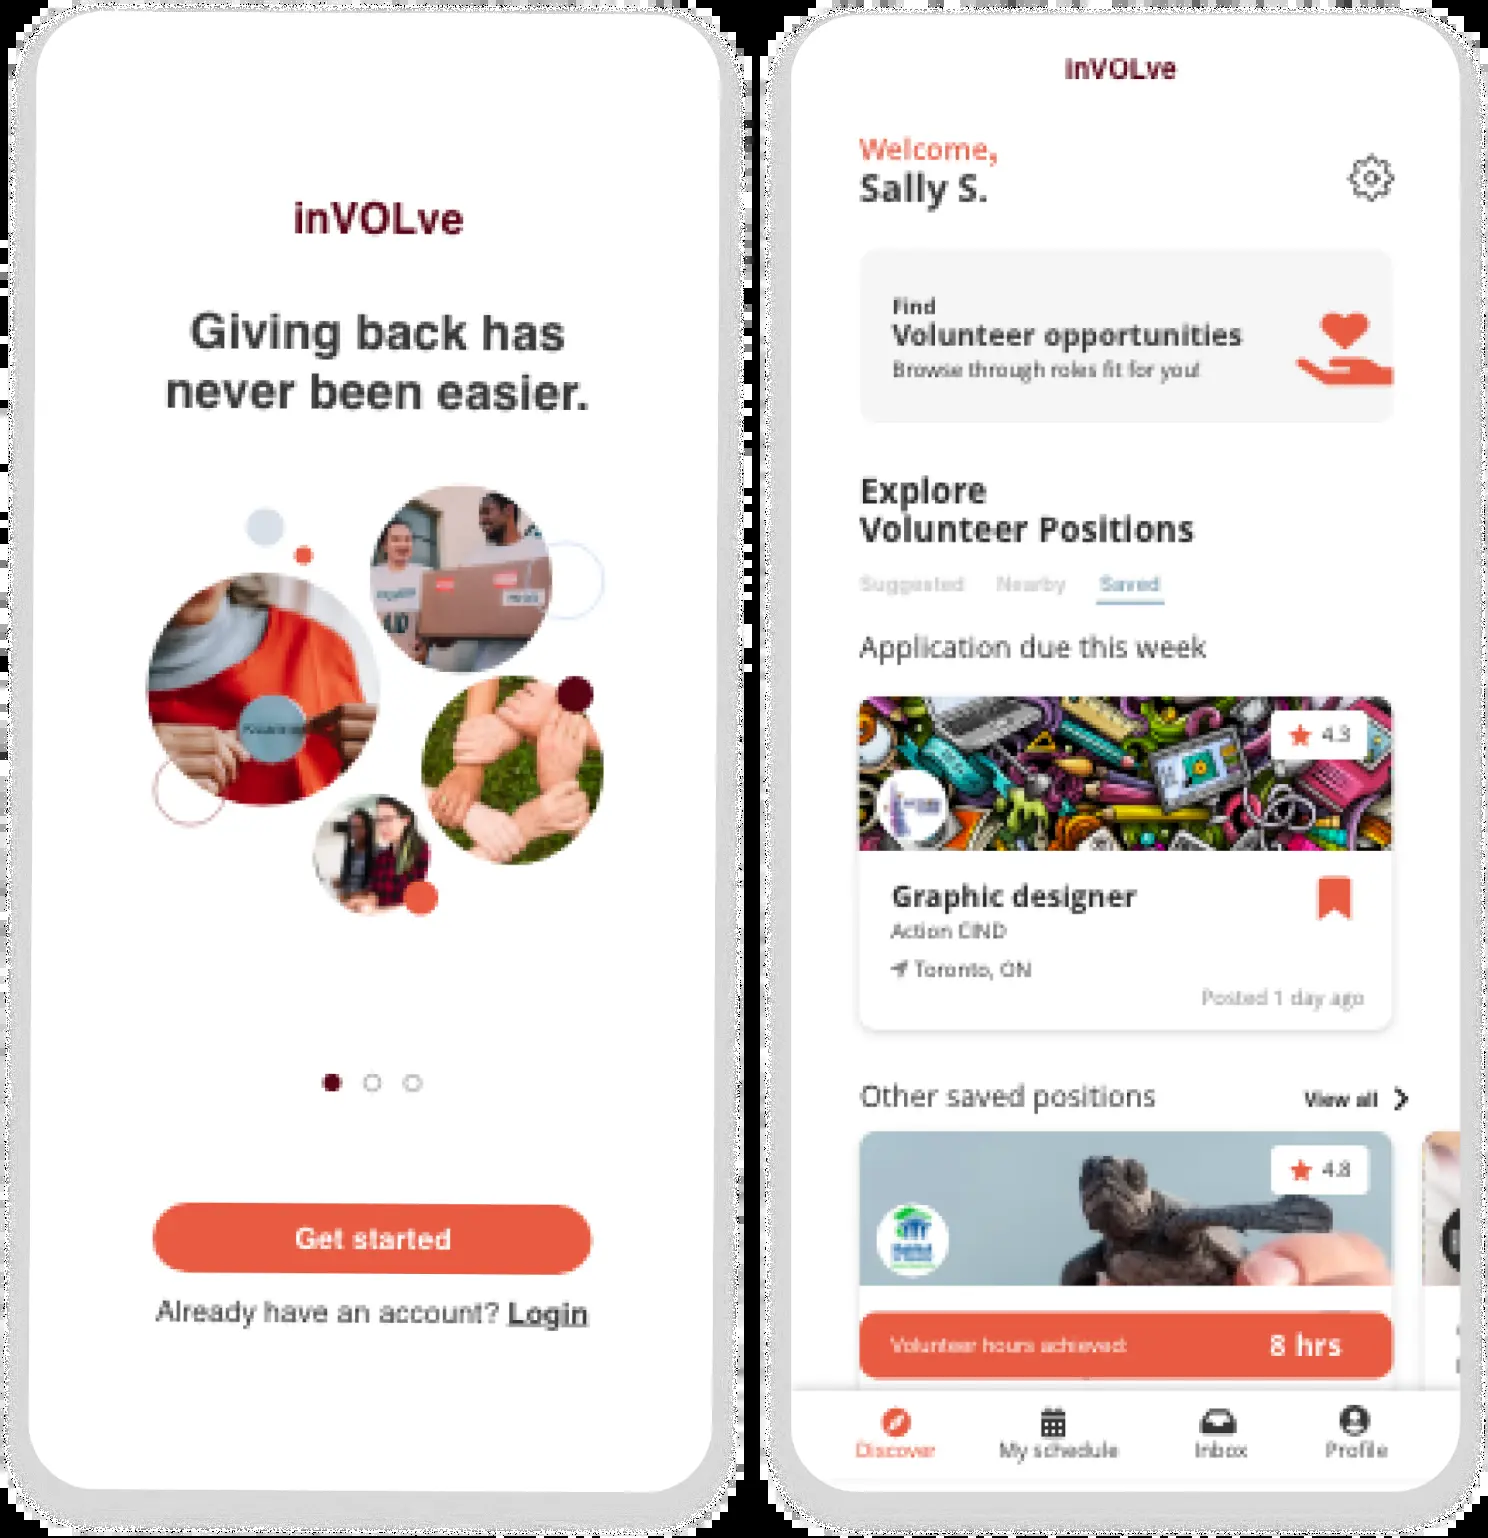 inVOLve
Giving back has
never been easier.
Get started
Already have an account? Login
inVOLve
Welcome,
Sally S.
Find
Volunteer opportunities
Browse through roles fit for you!
Explore
Volunteer Positions
Suggested Nearby Saved
Application due this week
4.3
Graphic designer
Action CIND
Toronto, ON
Posted 1 day ago
Other saved positions View all
4.8
Volunteer hours achieved: 8 hrs
Discover My schedule Inbox Profile